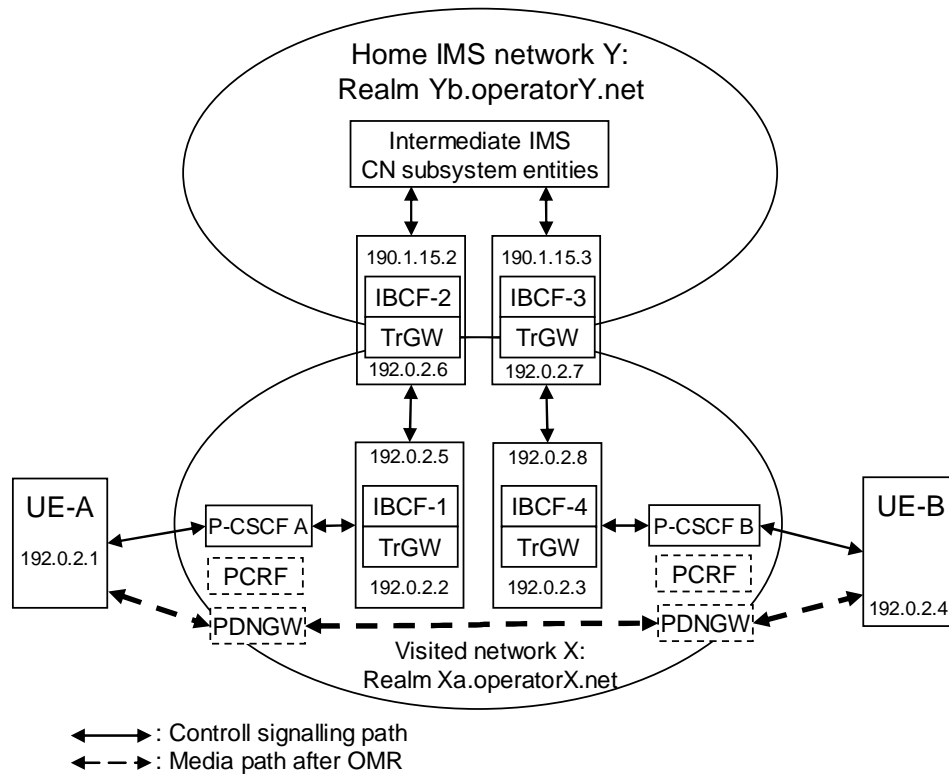 Home IMS network Y:
Realm Yb.operatorY.net
Intermediate IMS
CN subsystem entities
190.1.15.2
190.1.15.3
IBCF-2
IBCF-3
TrGW
TrGW
192.0.2.6
192.0.2.7
192.0.2.5
192.0.2.8
UE-A
192.0.2.1
P-CSCF A
IBCF-1
IBCF-4
P-CSCF B
UE-B
192.0.2.4
TrGW
TrGW
PCRF
PCRF
192.0.2.2
192.0.2.3
PDNGW
PDNGW
Visited network X:
Realm Xa.operatorX.net
: Controll signalling path
: Media path after OMR